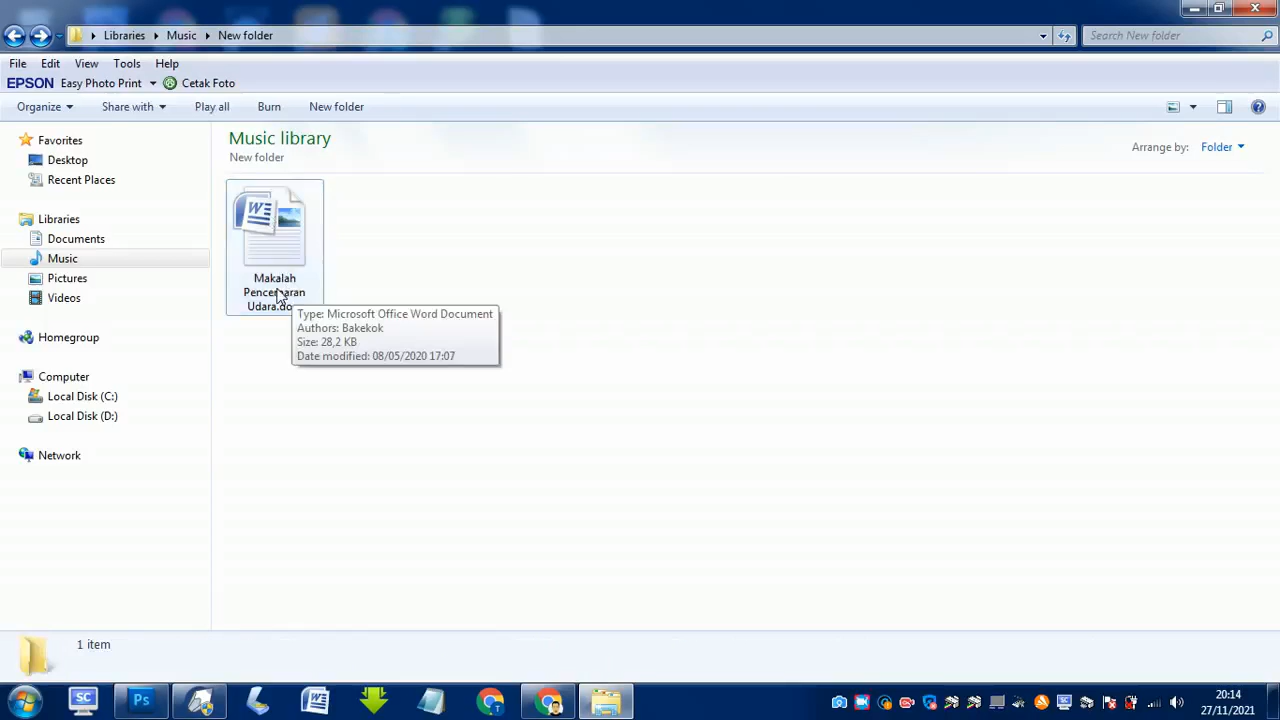 Libraries Music New folder
Search New folder
File Edit View Tools Help
EPSON Easy Photo Print Cetak Foto
Organize Share with Play all Burn New folder
Music library
New folder
Arrange by: Folder
Favorites
Desktop
Recent Places
Libraries
Documents
Music
Pictures
Videos
Homegroup
Computer
Local Disk (C:)
Local Disk (D:)
Network
W
Makalah
Pencemaran
Type: Microsoft Office Word Document
Authors: Bakekok
Size: 28,2 KB
Date modified: 08/05/2020 17:07
1 item
SC Ps W T
20:14
27/11/2021